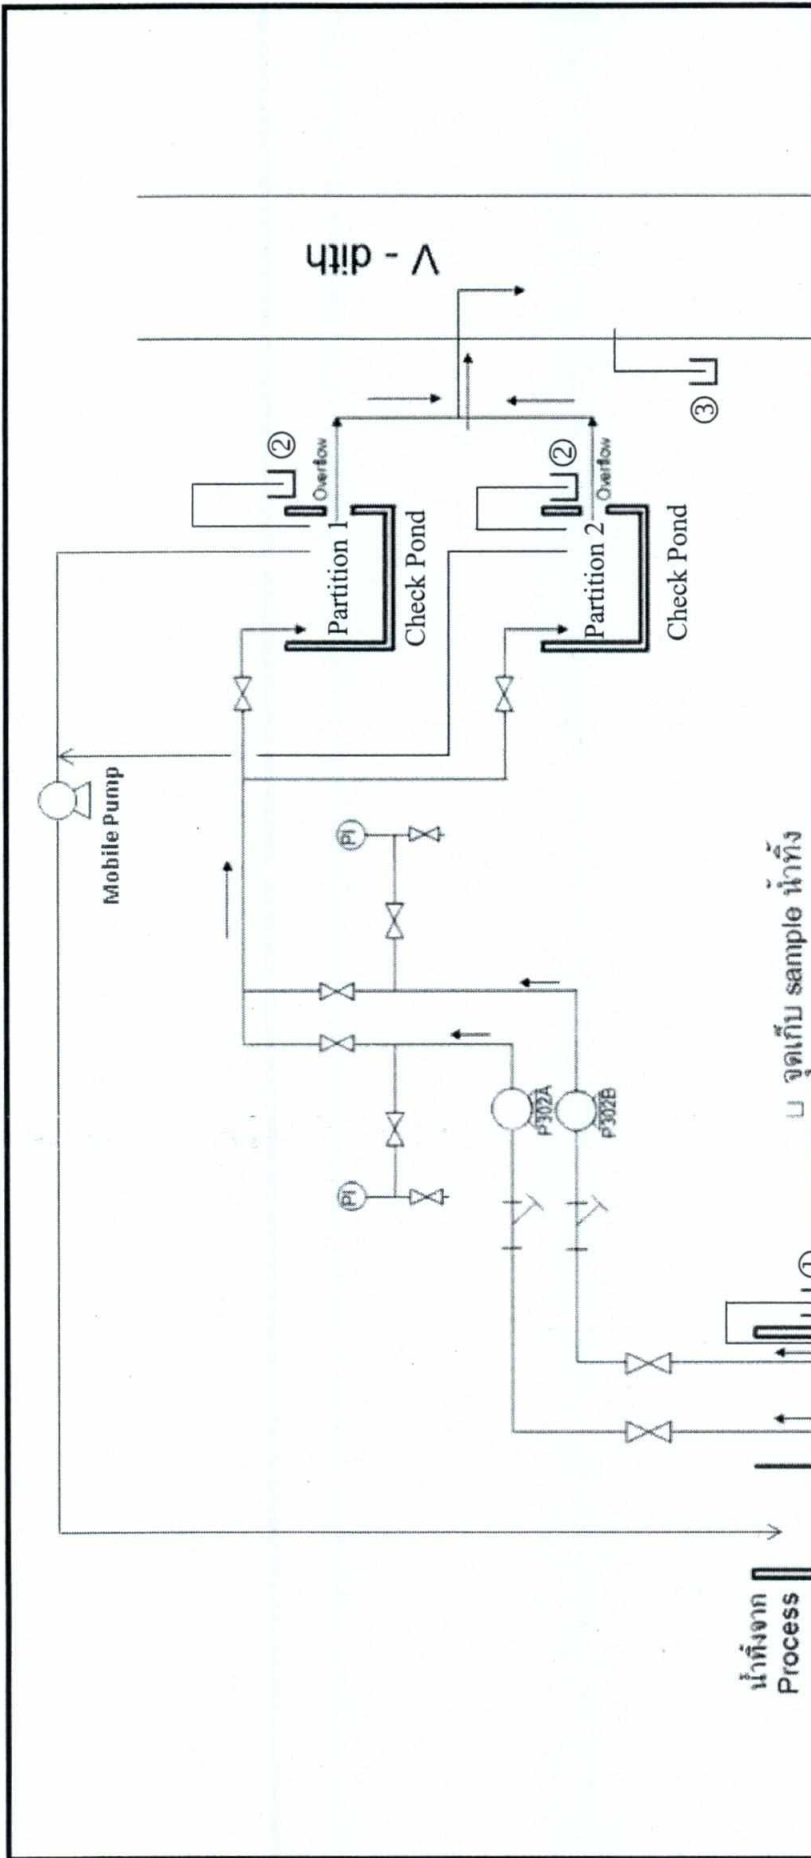 V - dith
②
Overflow
Partition 1
Check Pond
②
Overflow
Partition 2
Check Pond
③
Mobile Pump
PI
PI
P302A
P302B
①
จุดเก็บ sample น้ำทิ้ง
น้ำทิ้งจาก
Process